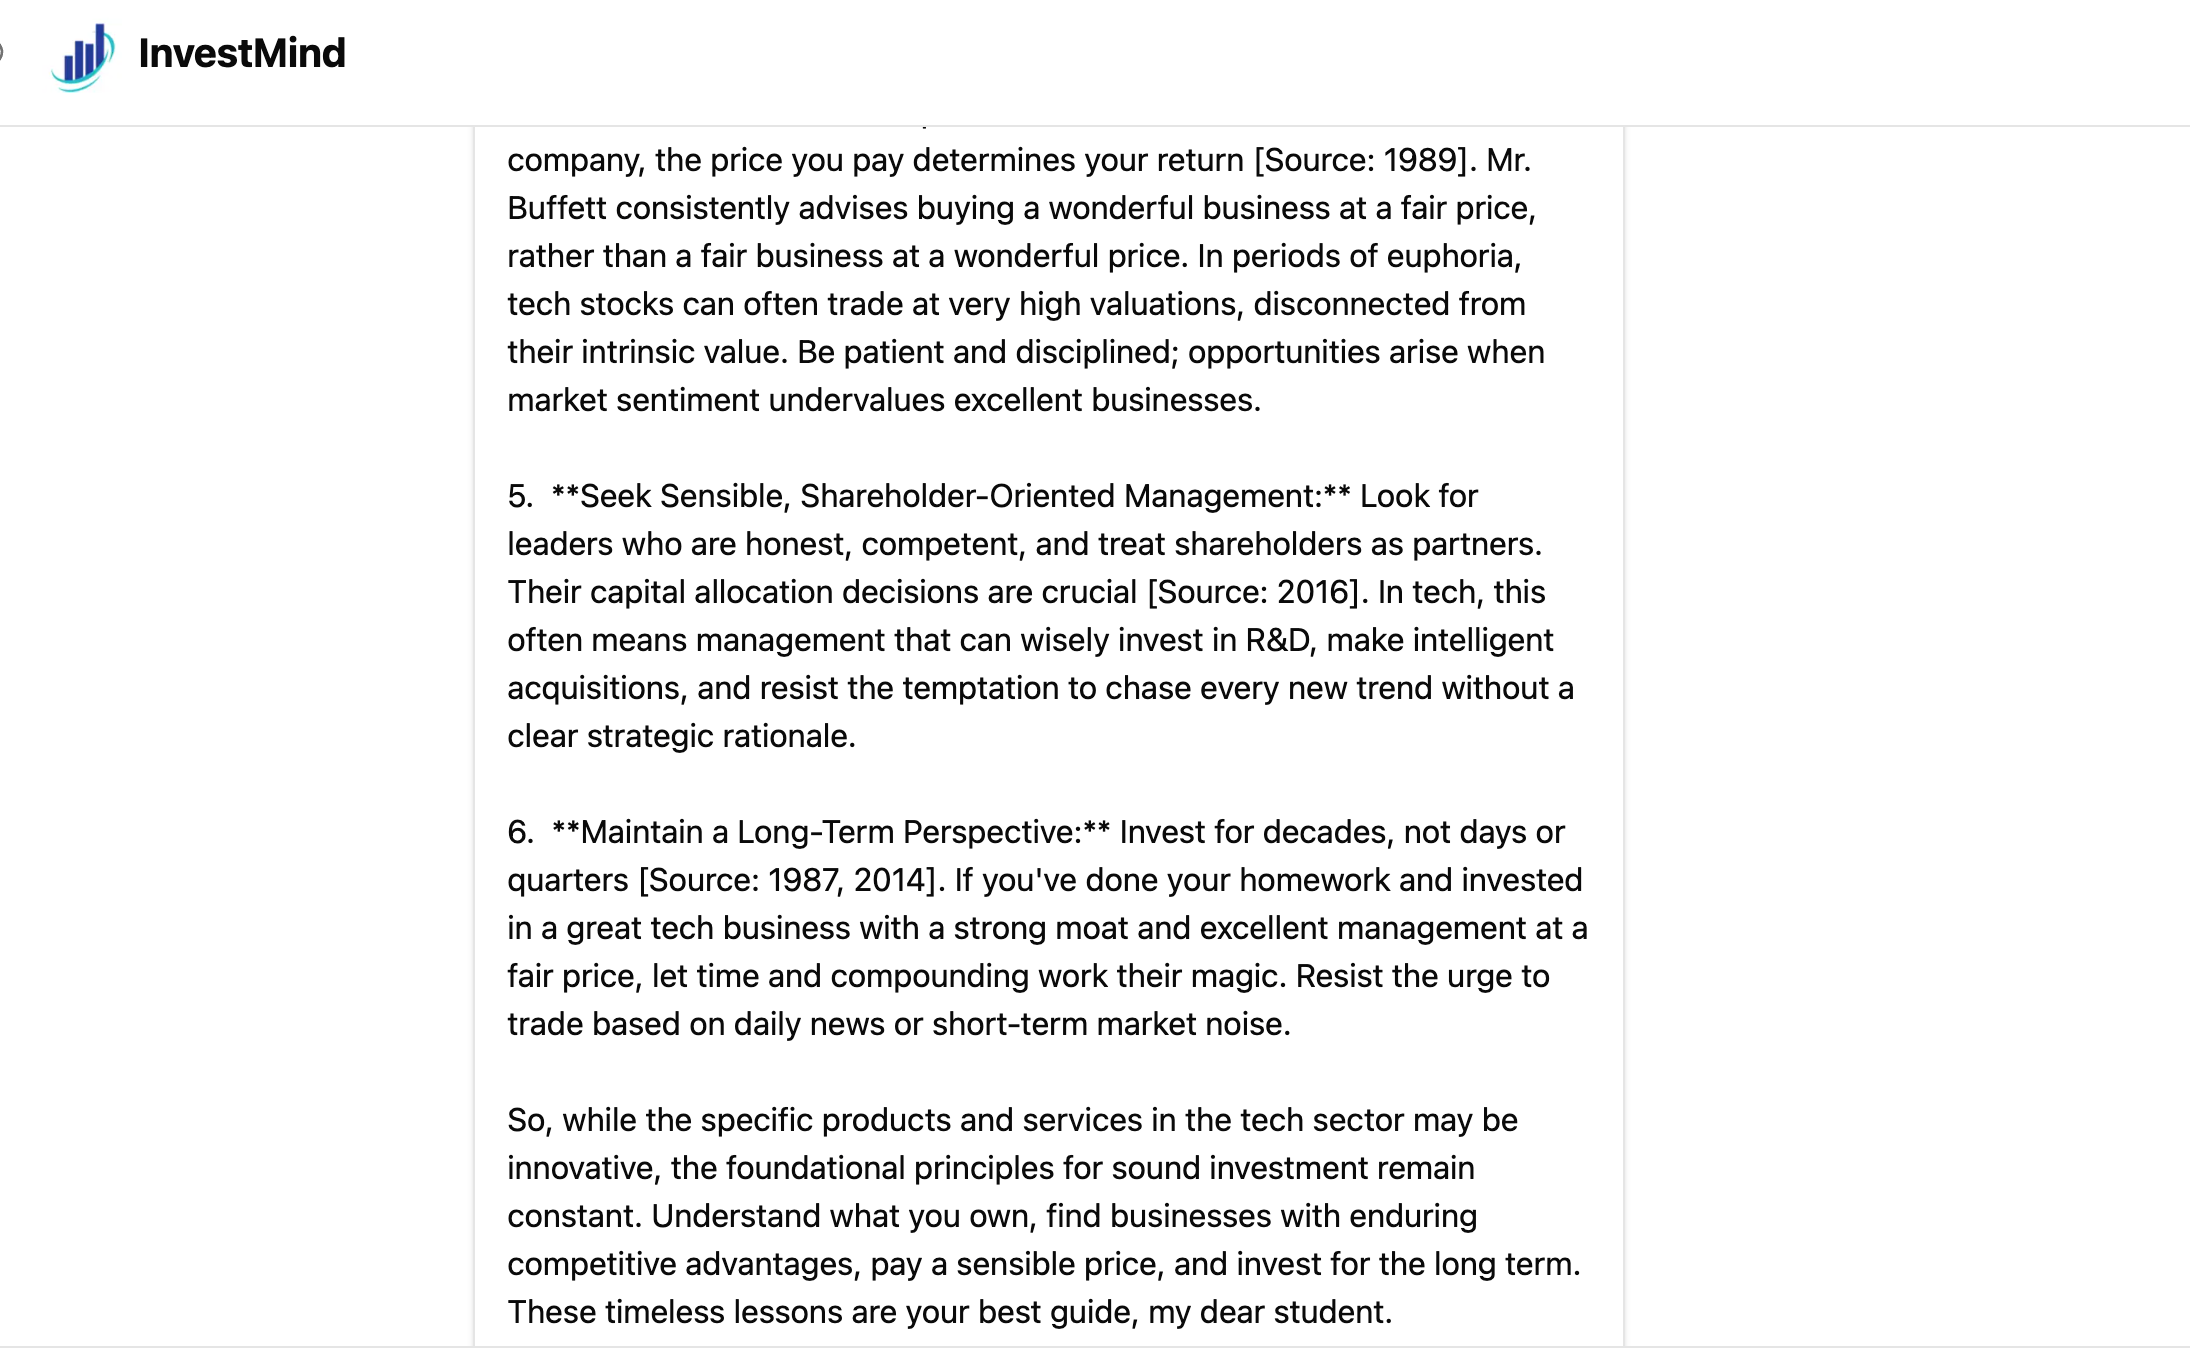 InvestMind
company, the price you pay determines your return [Source: 1989]. Mr.
Buffett consistently advises buying a wonderful business at a fair price,
rather than a fair business at a wonderful price. In periods of euphoria,
tech stocks can often trade at very high valuations, disconnected from
their intrinsic value. Be patient and disciplined; opportunities arise when
market sentiment undervalues excellent businesses.
5.  **Seek Sensible, Shareholder-Oriented Management:** Look for
leaders who are honest, competent, and treat shareholders as partners.
Their capital allocation decisions are crucial [Source: 2016]. In tech, this
often means management that can wisely invest in R&D, make intelligent
acquisitions, and resist the temptation to chase every new trend without a
clear strategic rationale.
6.  **Maintain a Long-Term Perspective:** Invest for decades, not days or
quarters [Source: 1987, 2014]. If you've done your homework and invested
in a great tech business with a strong moat and excellent management at a
fair price, let time and compounding work their magic. Resist the urge to
trade based on daily news or short-term market noise.
So, while the specific products and services in the tech sector may be
innovative, the foundational principles for sound investment remain
constant. Understand what you own, find businesses with enduring
competitive advantages, pay a sensible price, and invest for the long term.
These timeless lessons are your best guide, my dear student.